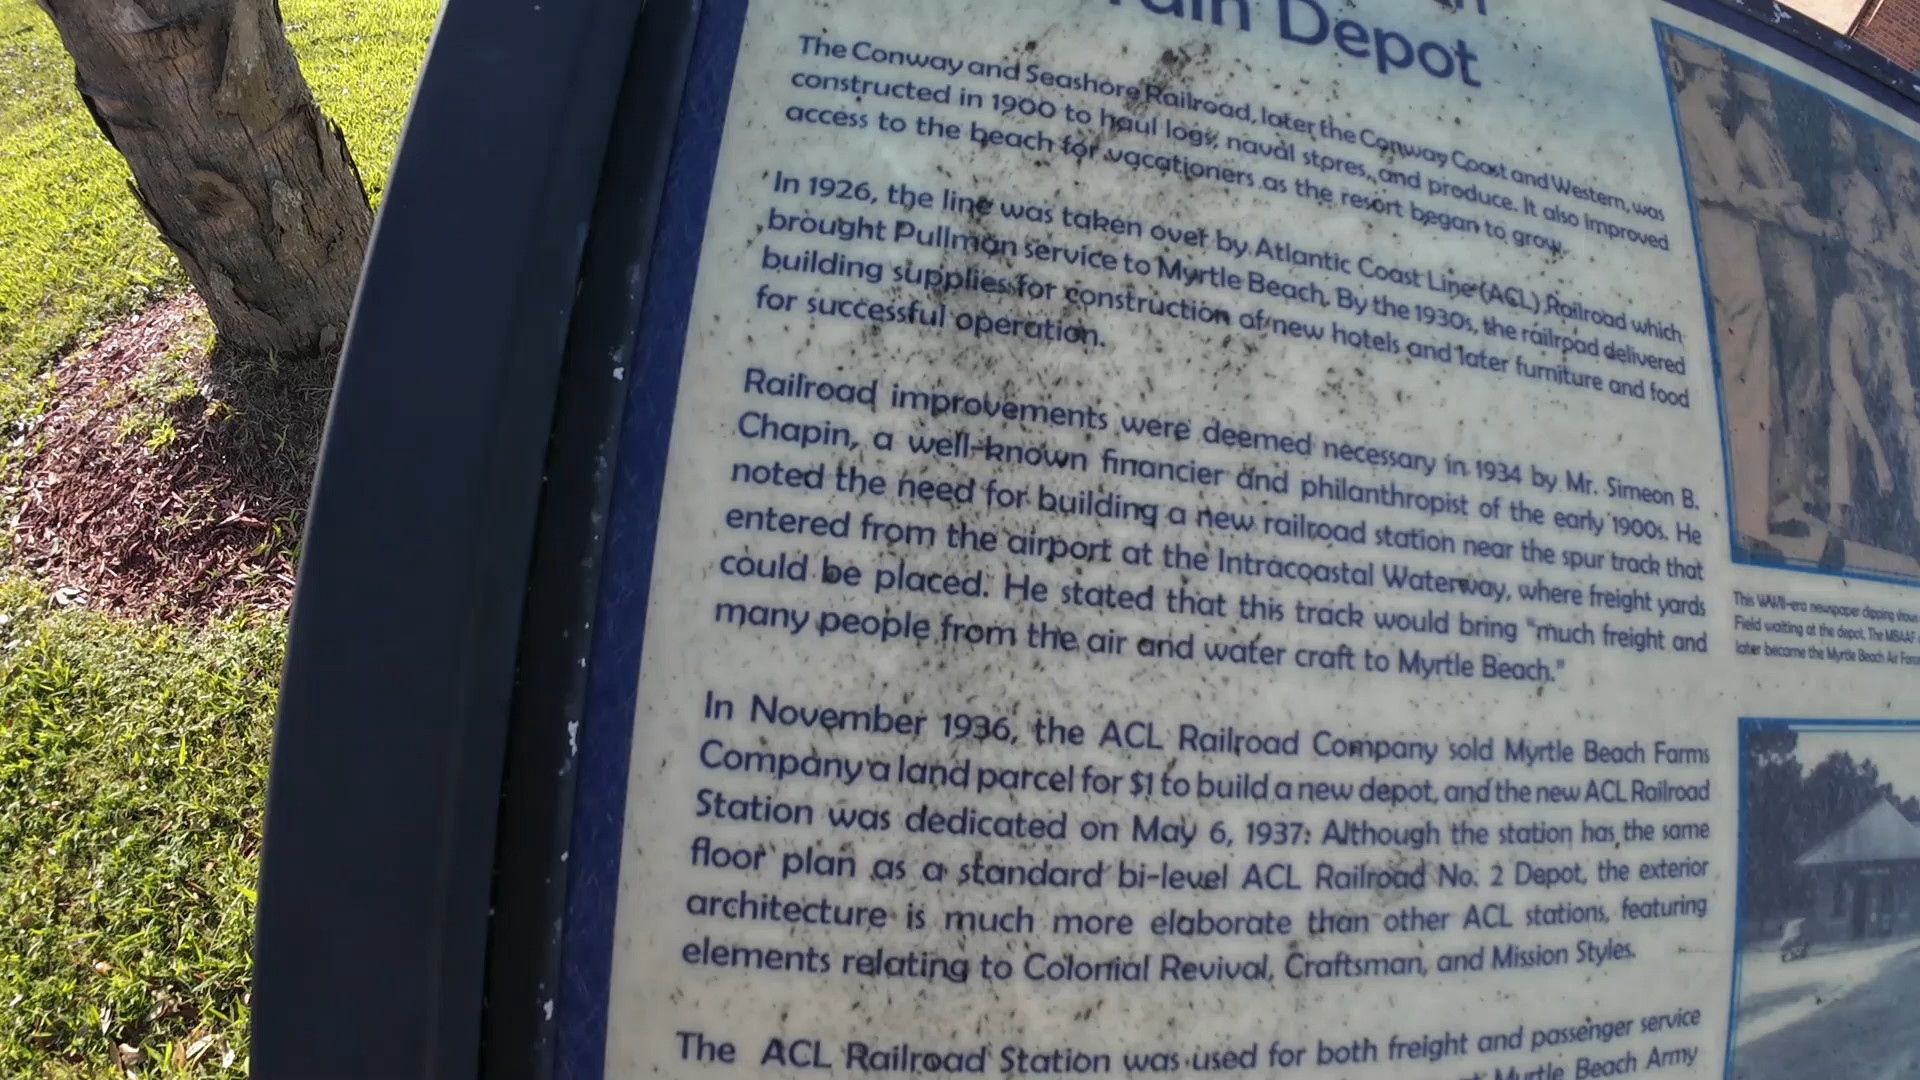 Depot
The Conway and Seashore Railroad, later the Conway Coast and Western, was
constructed in 1900 to haul logs, naval stores, and produce. It also improved
access to the beach for vacationers as the resort began to grow.
In 1926, the line was taken over by Atlantic Coast Line (ACL) Railroad which
brought Pullman service to Myrtle Beach. By the 1930s, the railroad delivered
building supplies for construction of new hotels and later furniture and food
for successful operation.
Railroad improvements were deemed necessary in 1934 by Mr. Simeon B.
Chapin, a well-known financier and philanthropist of the early 1900s. He
noted the need for building a new railroad station near the spur track that
entered from the airport at the Intracoastal Waterway, where freight yards
could be placed. He stated that this track would bring "much freight and
many people from the air and water craft to Myrtle Beach."
In November 1936, the ACL Railroad Company sold Myrtle Beach Farms
Company a land parcel for $1 to build a new depot, and the new ACL Railroad
Station was dedicated on May 6, 1937. Although the station has the same
floor plan as a standard bi-level ACL Railroad No. 2 Depot, the exterior
architecture is much more elaborate than other ACL stations, featuring
elements relating to Colonial Revival, Craftsman, and Mission Styles.
The ACL Railroad Station was used for both freight and passenger service
Myrtle Beach Army
This WWII-era newspaper clipping shows
Field waiting at the depot. The MBAAF
later became the Myrtle Beach Air Force